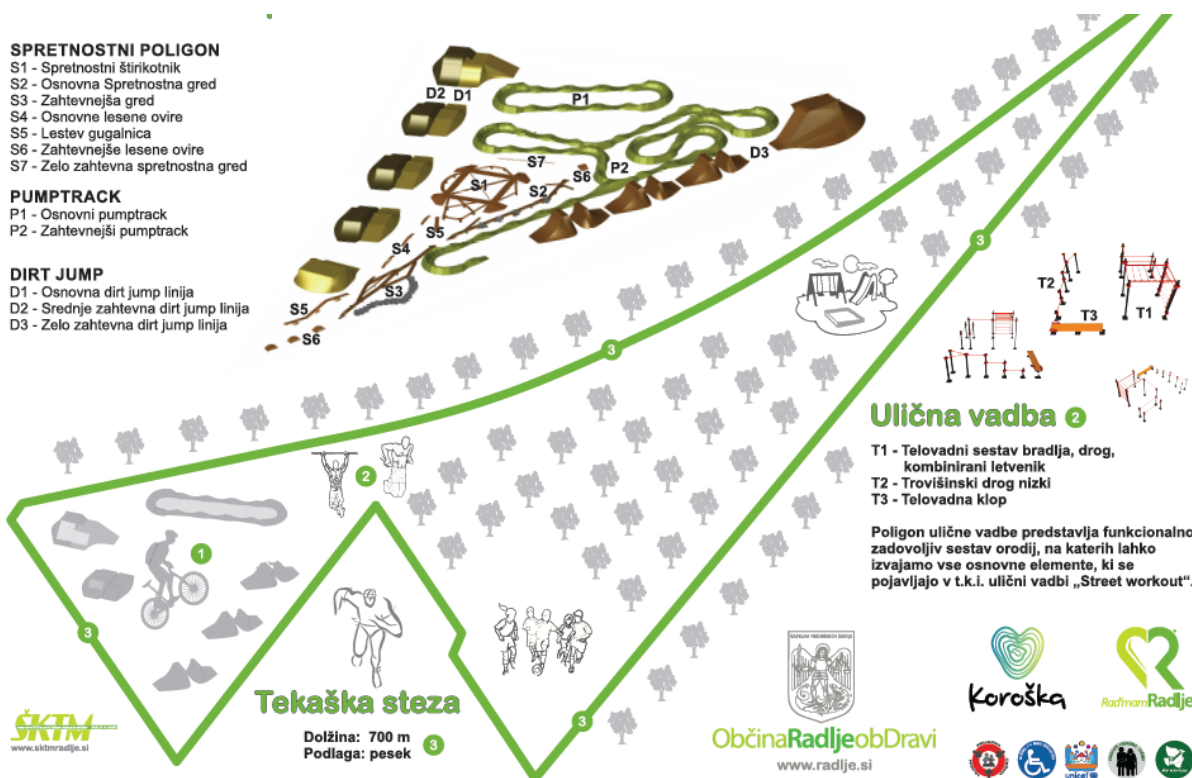 SPRETNOSTNI POLIGON
S1 - Spretnostni štirikotnik
S2 - Osnovna Spretnostna gred
S3 - Zahtevnejša gred
S4 - Osnovne lesene ovire
S5 - Lestev gugalnica
S6 - Zahtevnejše lesene ovire
S7 - Zelo zahtevna spretnostna gred
PUMPTRACK
P1 - Osnovni pumptrack
P2 - Zahtevnejši pumptrack
DIRT JUMP
D1 - Osnovna dirt jump linija
D2 - Srednje zahtevna dirt jump linija
D3 - Zelo zahtevna dirt jump linija
D2 D1
P1
D3
S7
P2
S6
S1
S2
S5
S4
S3
S5
S6
3
3
T2
T1
T3
Ulična vadba 2
T1 - Telovadni sestav bradlja, drog,
kombinirani letvenik
T2 - Trovišinski drog nizki
T3 - Telovadna klop
Poligon ulične vadbe predstavlja funkcionalno
zadovoljiv sestav orodij, na katerih lahko
izvajamo vse osnovne elemente, ki se
pojavljajo v t.k.i. ulični vadbi „Street workout“.
2
1
3
3
Tekaška steza
Dolžina: 700 m
Podlaga: pesek
3
ŠKTM
www.sktmradlje.si
ObčinaRadljeobDravi
www.radlje.si
Koroška
Rad'mamRadlje
unicef